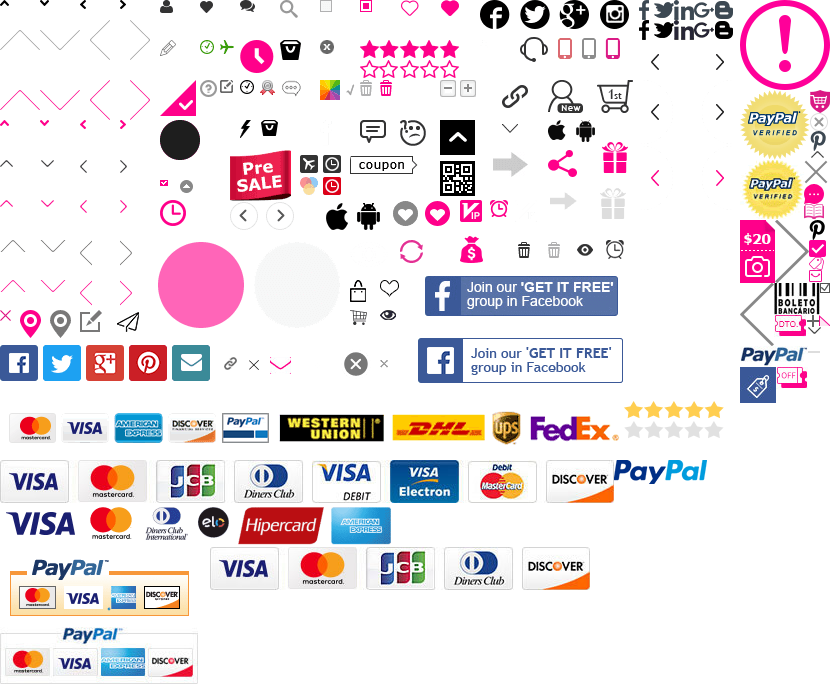 PayPal
VERIFIED
New
1st
Pre
SALE
coupon
PayPal
VERIFIED
VIP
$20
$
Join our 'GET IT FREE'
group in Facebook
BOLETO
BANCÁRIO
DTO.
Join our 'GET IT FREE'
group in Facebook
PayPal
OFF
mastercard.
VISA
AMERICAN
EXPRESS
DISCOVER
PayPal
WESTERN
UNION
DHL
ups
FedEx
VISA
mastercard.
JCB
Diners Club
VISA
DEBIT
VISA
Electron
Debit
MasterCard
DISCOVER
PayPal
VISA
mastercard.
Diners Club
International
elo
Hipercard
AMERICAN
EXPRESS
VISA
mastercard.
JCB
Diners Club
DISCOVER
PayPal
mastercard
VISA
AMERICAN
EXPRESS
DISCOVER
PayPal
mastercard
VISA
AMERICAN
EXPRESS
DISCOVER